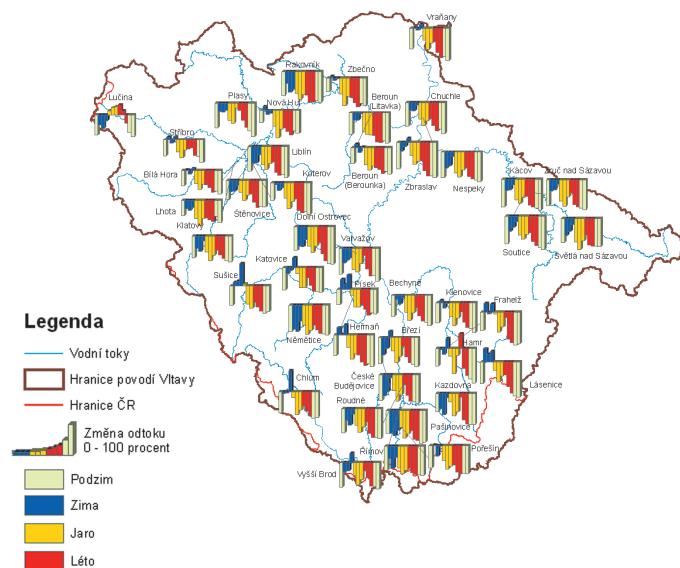 Vraňany
Rakovník
Zbečno
Plasy
Nová Huť
Beroun
(Litavka)
Chuchle
Lučina
Stříbro
Liblín
Bílá Hora
Koterov
Beroun
(Berounka)
Zbraslav
Nespeky
Kácov
Zruč nad Sázavou
Lhota
Štěnovice
Klatovy
Dolní Ostrovec
Soutice
Světlá nad Sázavou
Katovice
Varvažov
Sušice
Písek
Bechyně
Klenovice
Frahelž
Němětice
Heřmaň
Březí
Hamr
Chlum
České
Budějovice
Kazdovna
Lásenice
Roudné
Pašinovice
Římov
Pořešín
Vyšší Brod
Legenda
Vodní toky
Hranice povodí Vltavy
Hranice ČR
Změna odtoku
0 - 100 procent
Podzim
Zima
Jaro
Léto